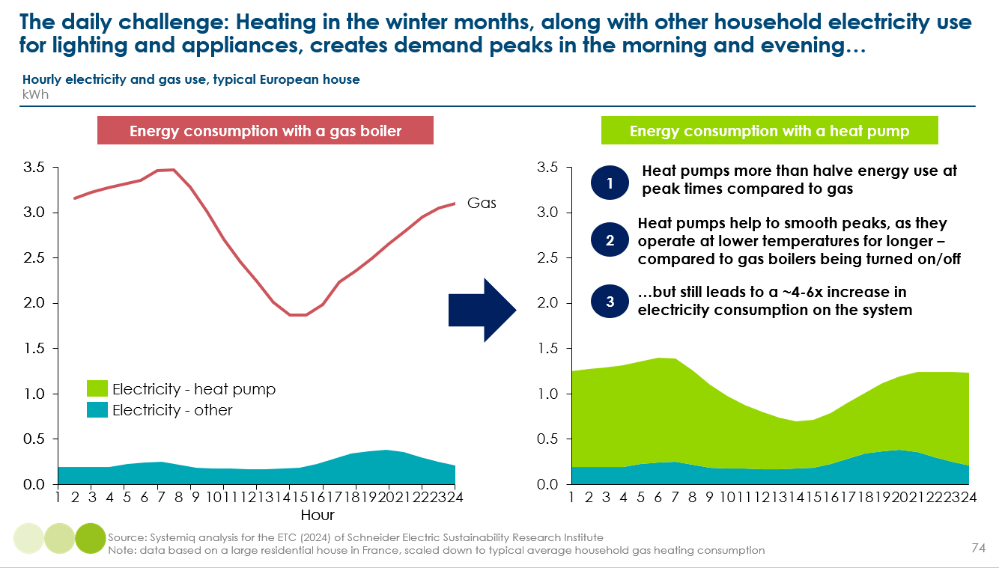 The daily challenge: Heating in the winter months, along with other household electricity use
for lighting and appliances, creates demand peaks in the morning and evening…
Hourly electricity and gas use, typical European house
kWh
Energy consumption with a gas boiler
3.5
3.0
2.5
2.0
1.5
1.0
0.5
0.0
Gas
Electricity - heat pump
Electricity - other
1 2 3 4 5 6 7 8 9 10 11 12 13 14 15 16 17 18 19 20 21 22 23 24
Hour
Energy consumption with a heat pump
3.5
3.0
2.5
2.0
1.5
1.0
0.5
0.0
1
Heat pumps more than halve energy use at
peak times compared to gas
2
Heat pumps help to smooth peaks, as they
operate at lower temperatures for longer –
compared to gas boilers being turned on/off
3
…but still leads to a ~4-6x increase in
electricity consumption on the system
1 2 3 4 5 6 7 8 9 10 11 12 13 14 15 16 17 18 19 20 21 22 23 24
Source: Systemiq analysis for the ETC (2024) of Schneider Electric Sustainability Research Institute
Note: data based on a large residential house in France, scaled down to typical average household gas heating consumption
74